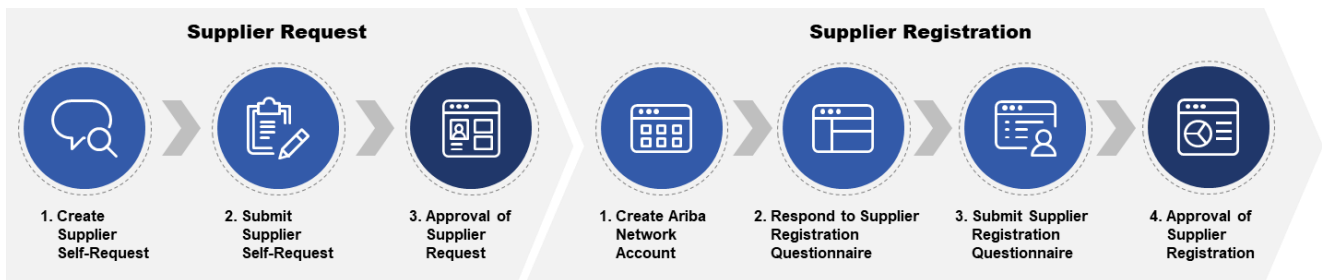 Supplier Request
Supplier Registration
1. Create
Supplier
Self-Request
2. Submit
Supplier
Self-Request
3. Approval of
Supplier
Request
1. Create Ariba
Network
Account
2. Respond to Supplier
Registration
Questionnaire
3. Submit Supplier
Registration
Questionnaire
4. Approval of
Supplier
Registration